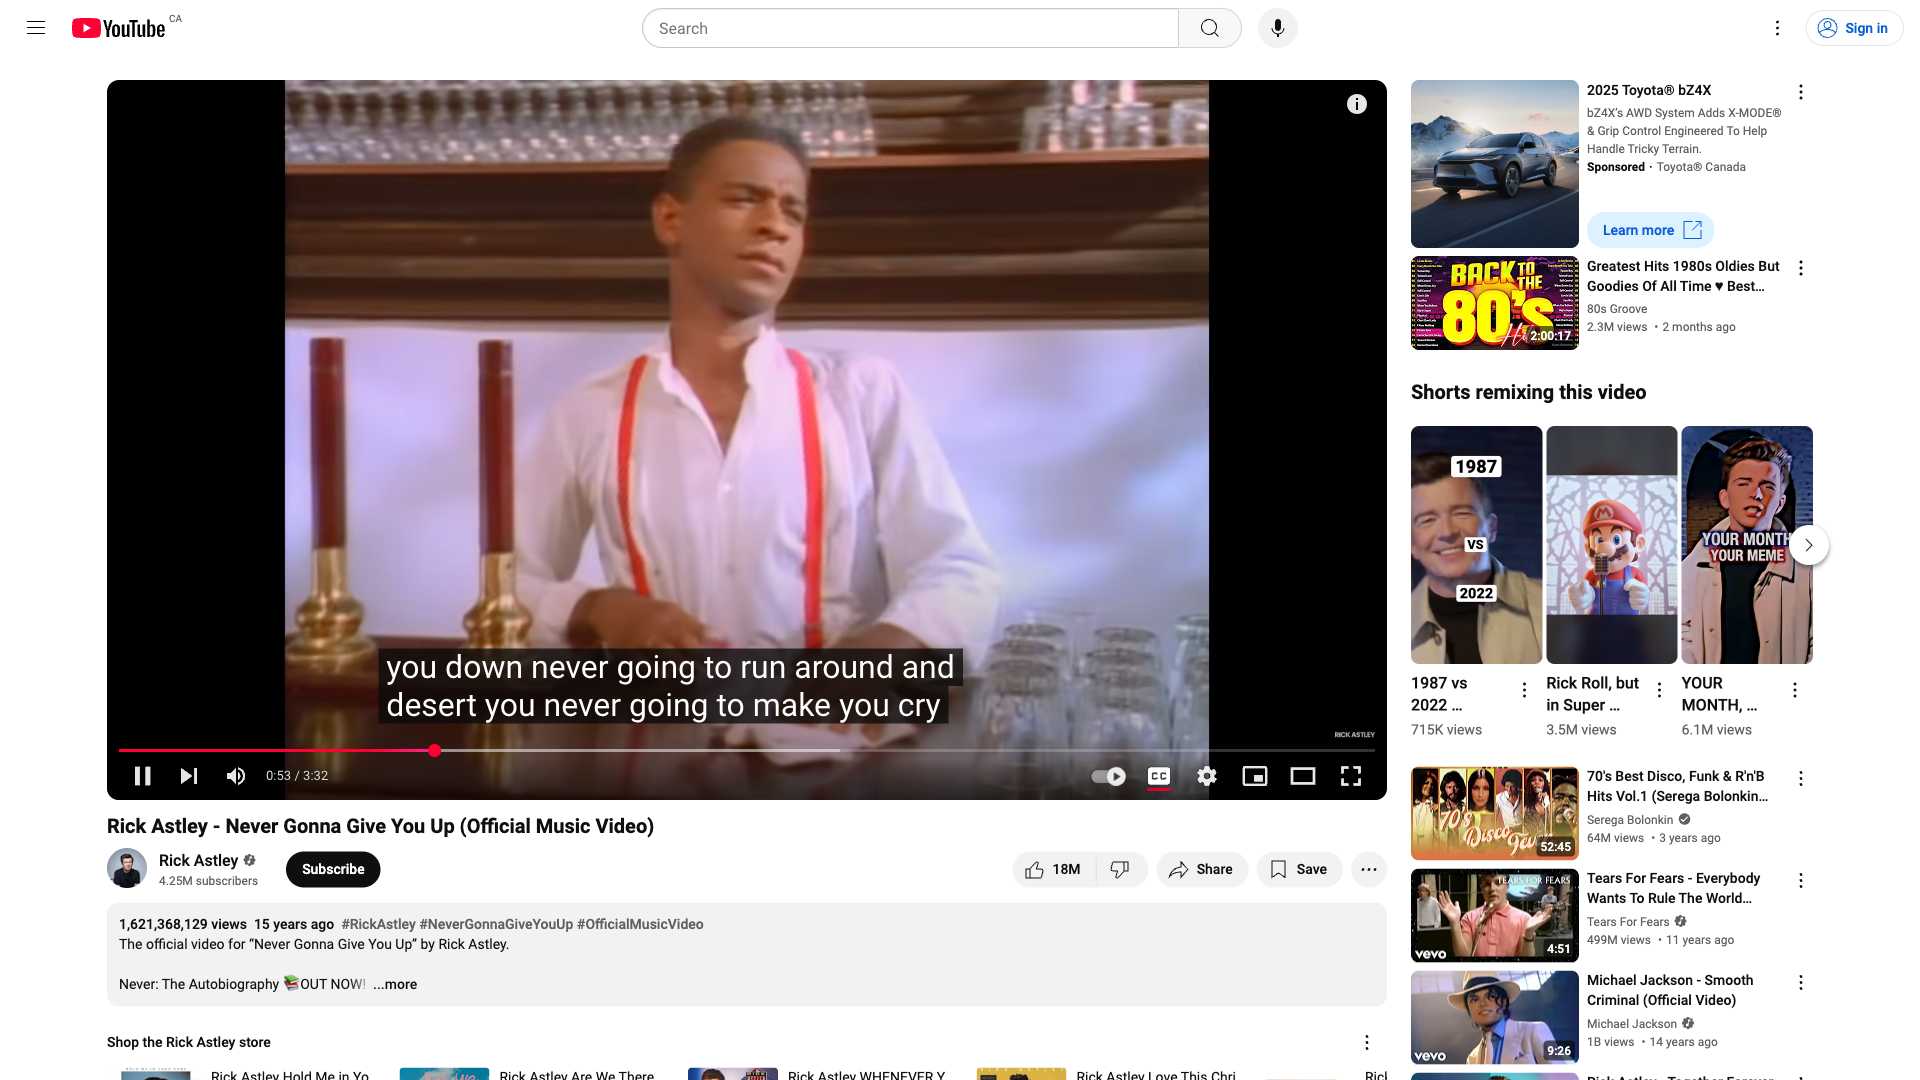 YouTube CA
Search
Sign in
you down never going to run around and
desert you never going to make you cry
RICK ASTLEY
0:53 / 3:32
CC
Rick Astley - Never Gonna Give You Up (Official Music Video)
Rick Astley
4.25M subscribers
Subscribe
18M
Share
Save
1,621,368,129 views 15 years ago #RickAstley #NeverGonnaGiveYouUp #OfficialMusicVideo
The official video for “Never Gonna Give You Up” by Rick Astley.
Never: The Autobiography 📚OUT NOW! ...more
Shop the Rick Astley store
Rick Astley Hold Me in Yo
Rick Astley Are We There
Rick Astley WHENEVER Y
Rick Astley Love This Chri
Rick
2025 Toyota® bZ4X
bZ4X’s AWD System Adds X-MODE®
& Grip Control Engineered To Help
Handle Tricky Terrain.
Sponsored · Toyota® Canada
Learn more
BACK TO
THE
80's
Hits
2:00:17
Greatest Hits 1980s Oldies But
Goodies Of All Time ♥ Best...
80s Groove
2.3M views • 2 months ago
Shorts remixing this video
1987
VS
2022
YOUR MONTH
YOUR MEME
1987 vs
2022 ...
715K views
Rick Roll, but
in Super ...
3.5M views
YOUR
MONTH, ...
6.1M views
70's
Disco
52:45
70's Best Disco, Funk & R'n'B
Hits Vol.1 (Serega Bolonkin...
Serega Bolonkin
64M views • 3 years ago
TEARS FOR FEARS
vevo
4:51
Tears For Fears - Everybody
Wants To Rule The World...
Tears For Fears
499M views • 11 years ago
vevo
9:26
Michael Jackson - Smooth
Criminal (Official Video)
Michael Jackson
1B views • 14 years ago
Rick Astley - Together Forever